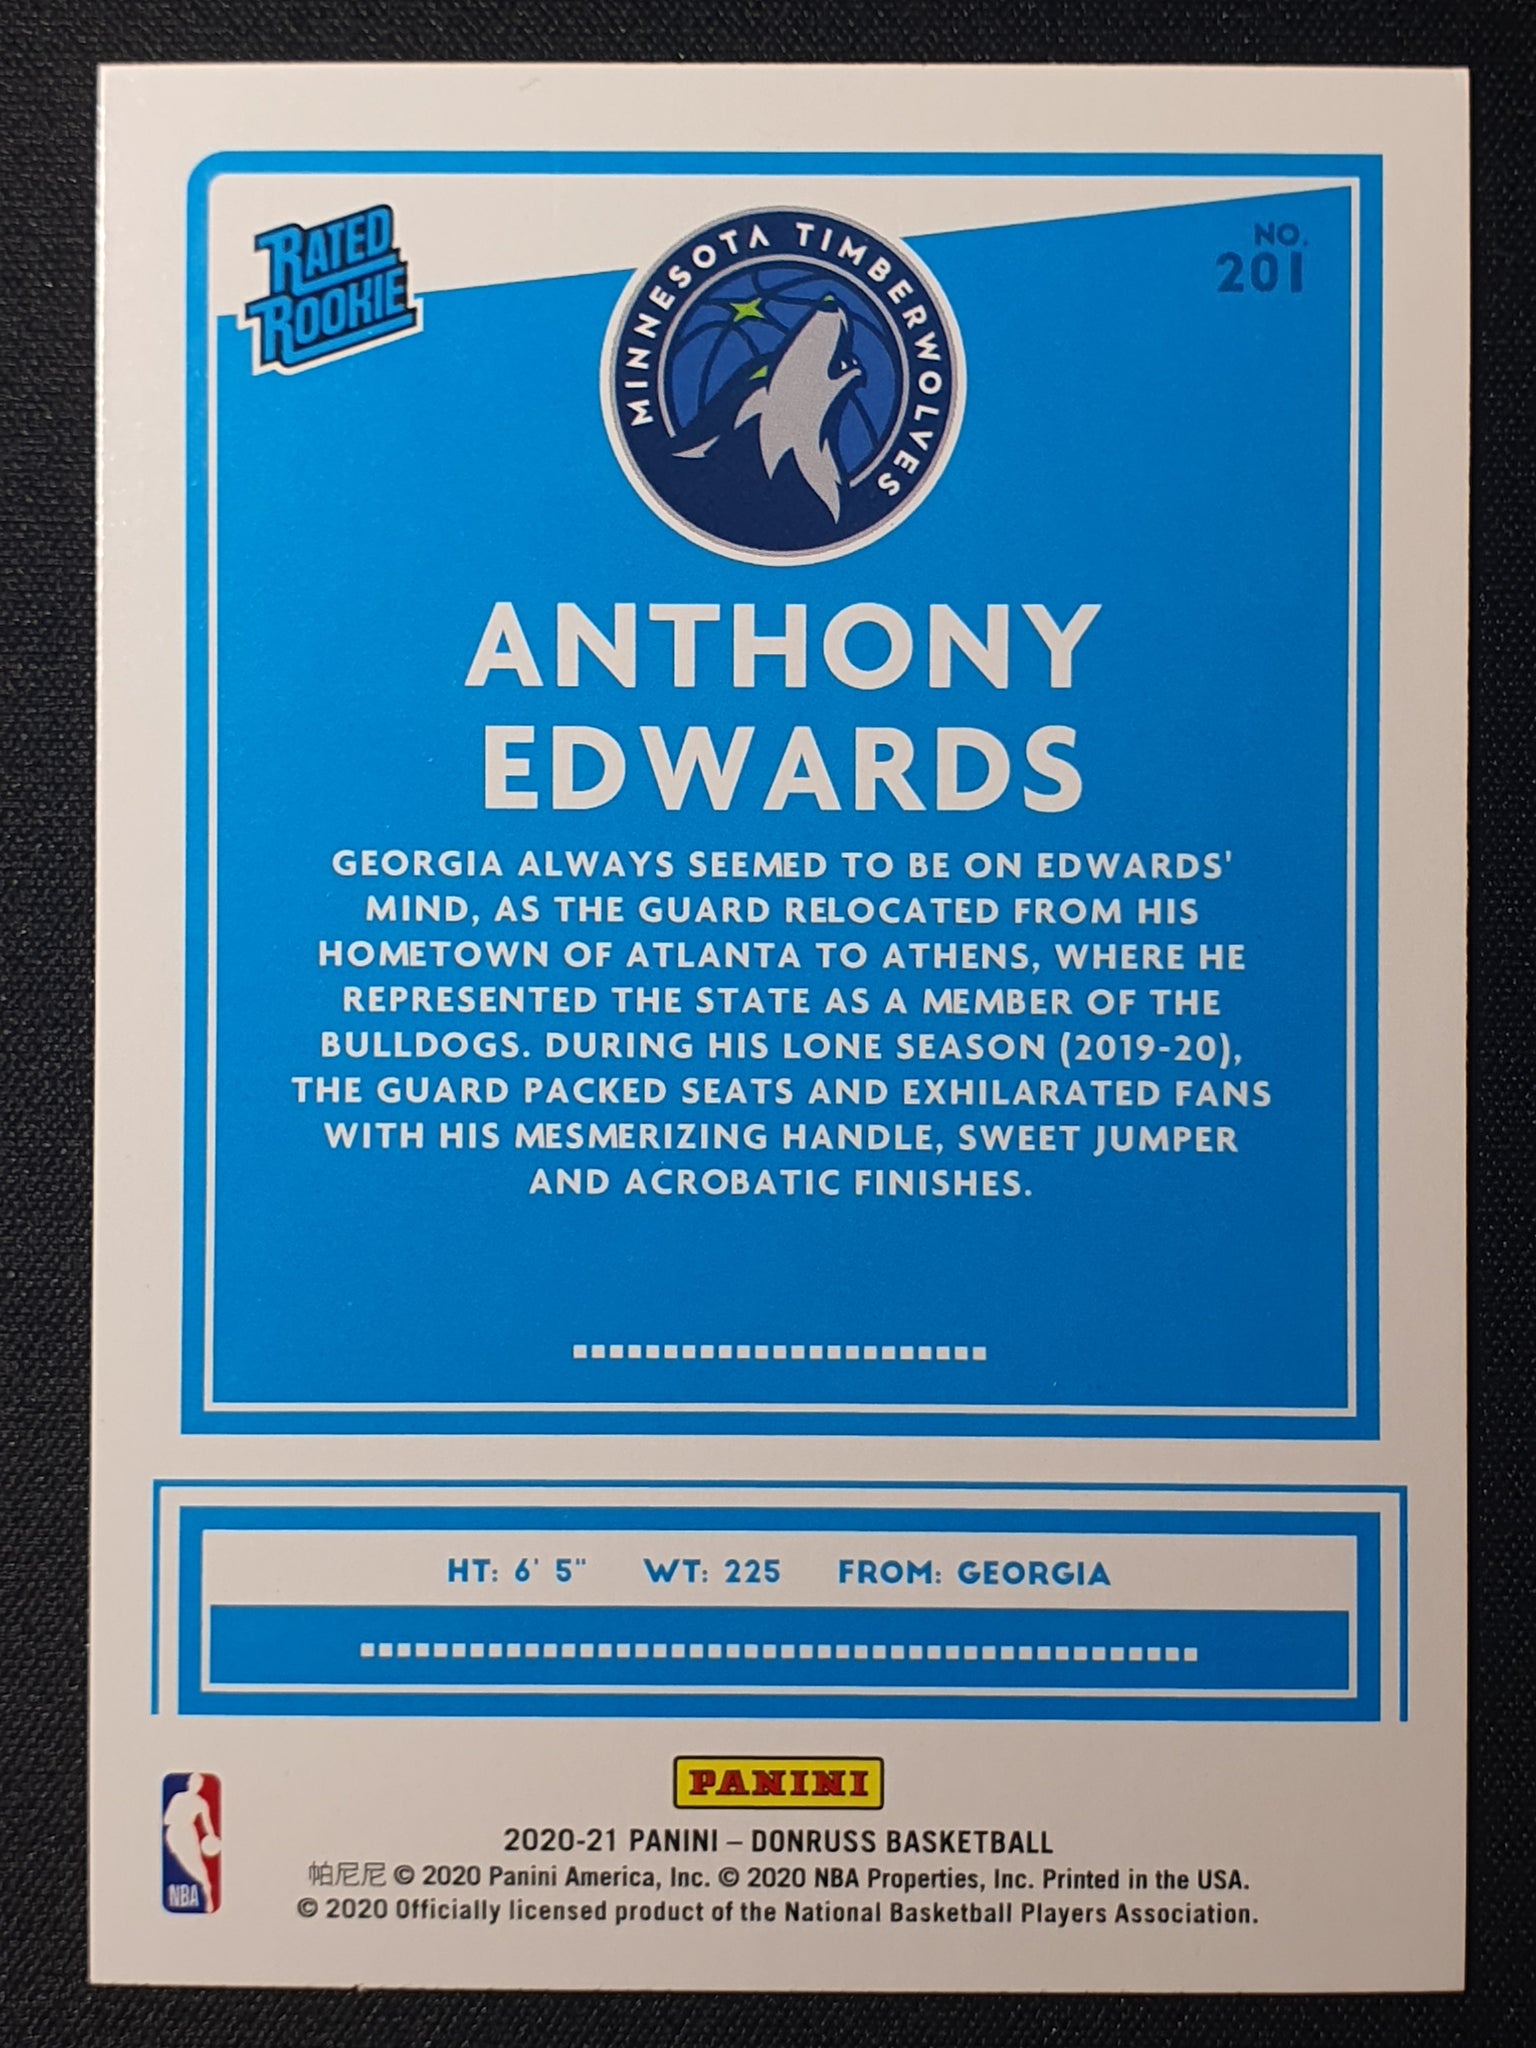 RATED
ROOKIE
MINNESOTA TIMBERWOLVES
NO.
201
ANTHONY
EDWARDS
GEORGIA ALWAYS SEEMED TO BE ON EDWARDS'
MIND, AS THE GUARD RELOCATED FROM HIS
HOMETOWN OF ATLANTA TO ATHENS, WHERE HE
REPRESENTED THE STATE AS A MEMBER OF THE
BULLDOGS. DURING HIS LONE SEASON (2019-20),
THE GUARD PACKED SEATS AND EXHILARATED FANS
WITH HIS MESMERIZING HANDLE, SWEET JUMPER
AND ACROBATIC FINISHES.
HT: 6' 5" WT: 225 FROM: GEORGIA
PANINI
2020-21 PANINI – DONRUSS BASKETBALL
帕尼尼 © 2020 Panini America, Inc. © 2020 NBA Properties, Inc. Printed in the USA.
© 2020 Officially licensed product of the National Basketball Players Association.
NBA